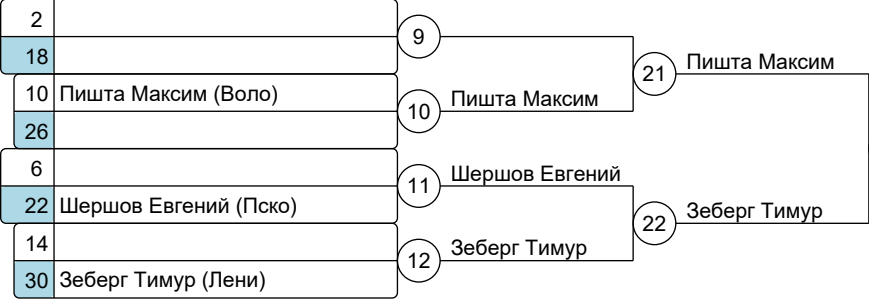 2
18
9
10 Пишта Максим (Воло)
26
10
Пишта Максим
21
Пишта Максим
6
22 Шершов Евгений (Пско)
11
Шершов Евгений
14
30 Зеберг Тимур (Лени)
12
Зеберг Тимур
22
Зеберг Тимур